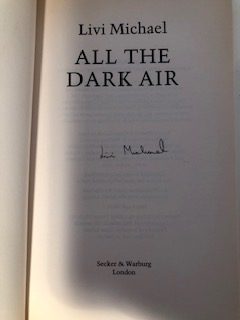 Livi Michael
ALL THE
DARK AIR
Livi Michael
Secker & Warburg
London